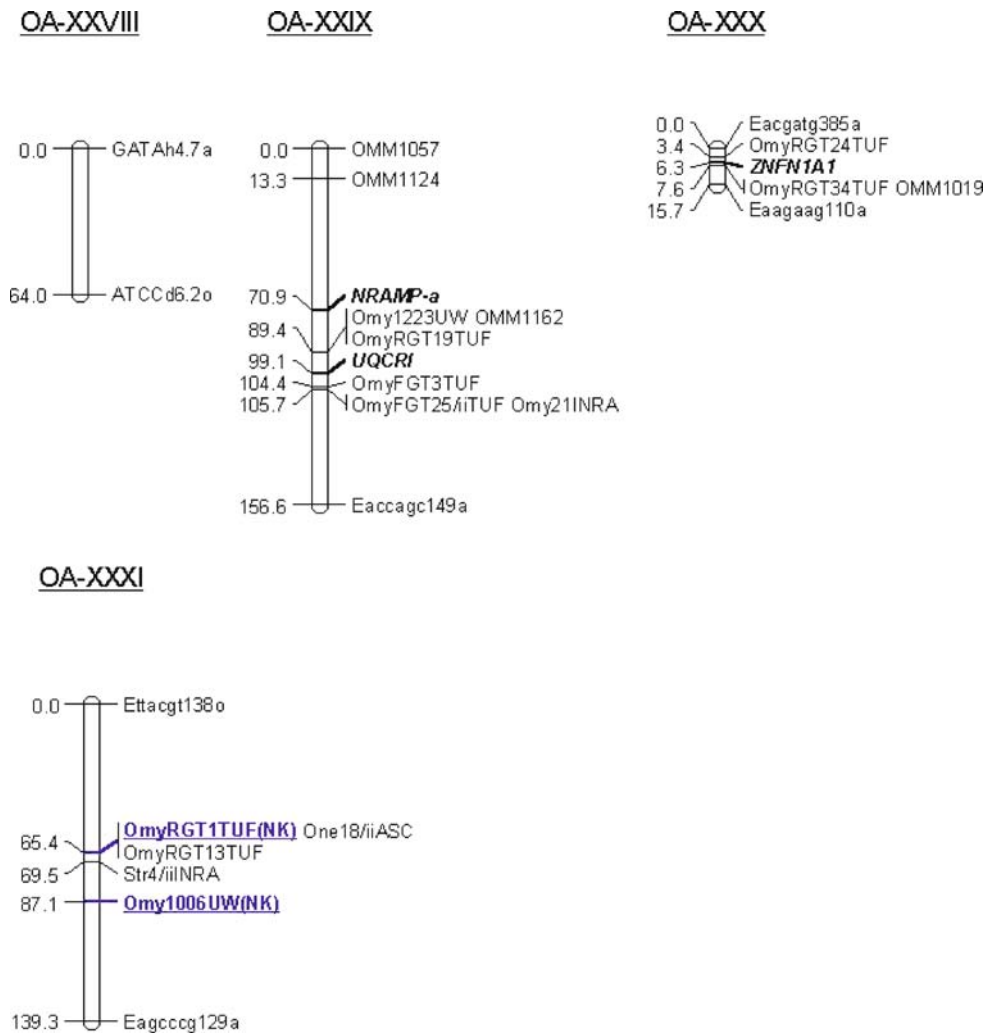 OA-XXVIII
0.0 GATAh4.7a
64.0 ATCCd6.2o
OA-XXIX
0.0 OMM1057
13.3 OMM1124
70.9 NRAMP-a
89.4 Omy1223UW OMM1162
OmyRGT19TUF
99.1 UQCRI
104.4 OmyFGT3TUF
105.7 OmyFGT25/iiTUF Omy21INRA
156.6 Eaccagc149a
OA-XXX
0.0 Eacgatg385a
3.4 OmyRGT24TUF
6.3 ZNFN1A1
7.6 OmyRGT34TUF OMM1019
15.7 Eaagaag110a
OA-XXXI
0.0 Ettacgt138o
65.4 OmyRGT1TUF(NK) One18/iiASC
OmyRGT13TUF
69.5 Str4/iiINRA
87.1 Omy1006UW(NK)
139.3 Eagcccg129a